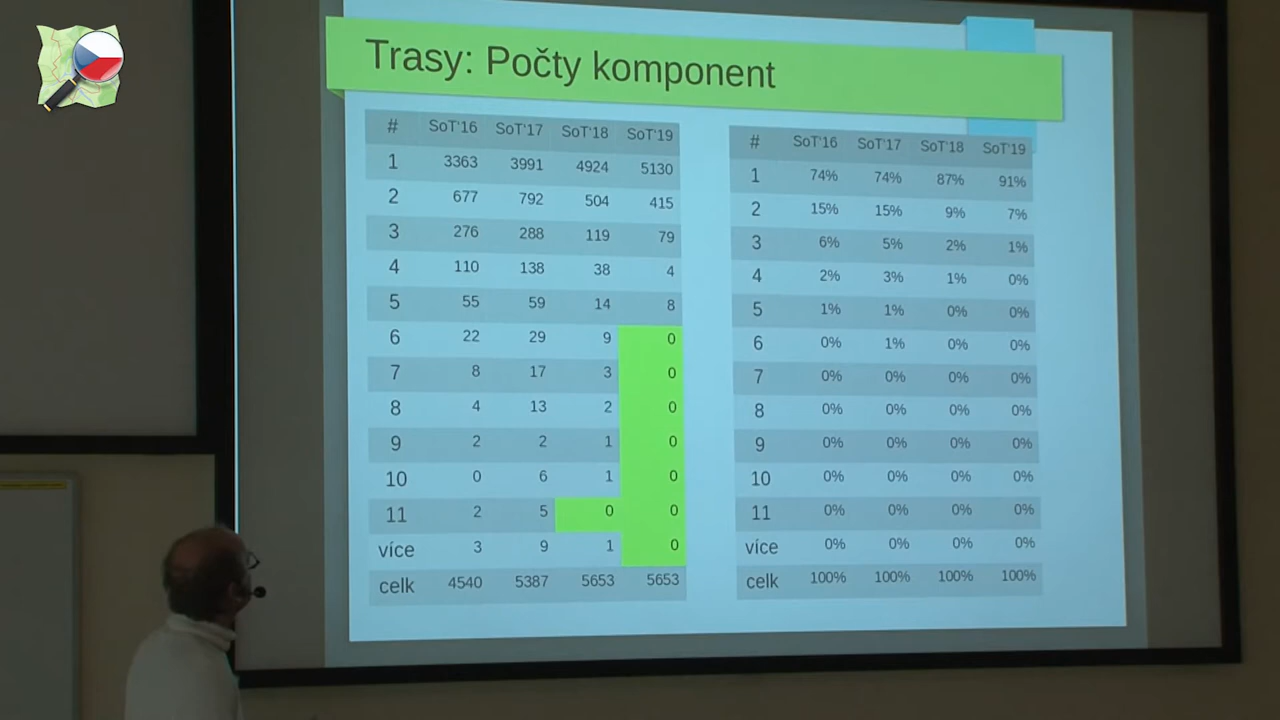 Trasy: Počty komponent
# SoT'16 SoT'17 SoT'18 SoT'19
1 3363 3991 4924 5130
2 677 792 504 415
3 276 288 119 79
4 110 138 38 4
5 55 59 14 8
6 22 29 9 0
7 8 17 3 0
8 4 13 2 0
9 2 2 1 0
10 0 6 1 0
11 2 5 0 0
více 3 9 1 0
celk 4540 5387 5653 5653
# SoT'16 SoT'17 SoT'18 SoT'19
1 74% 74% 87% 91%
2 15% 15% 9% 7%
3 6% 5% 2% 1%
4 2% 3% 1% 0%
5 1% 1% 0% 0%
6 0% 1% 0% 0%
7 0% 0% 0% 0%
8 0% 0% 0% 0%
9 0% 0% 0% 0%
10 0% 0% 0% 0%
11 0% 0% 0% 0%
více 0% 0% 0% 0%
celk 100% 100% 100% 100%